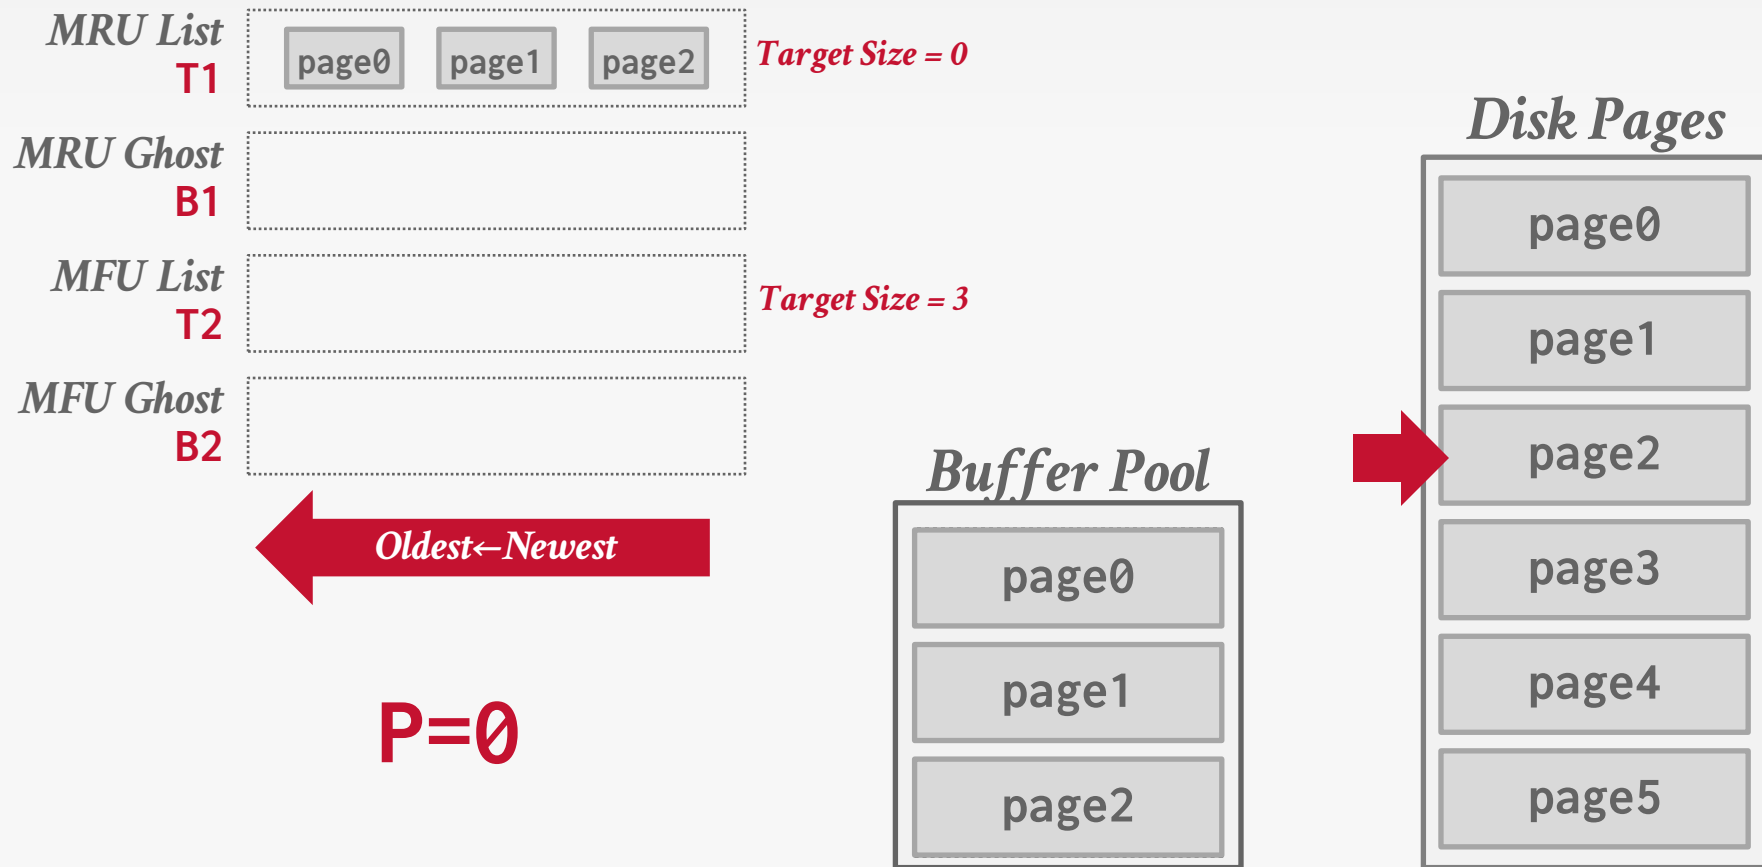 MRU List
T1
page0 page1 page2
Target Size = 0
MRU Ghost
B1
MFU List
T2
Target Size = 3
MFU Ghost
B2
Oldest←Newest
P=0
Buffer Pool
page0
page1
page2
Disk Pages
page0
page1
page2
page3
page4
page5